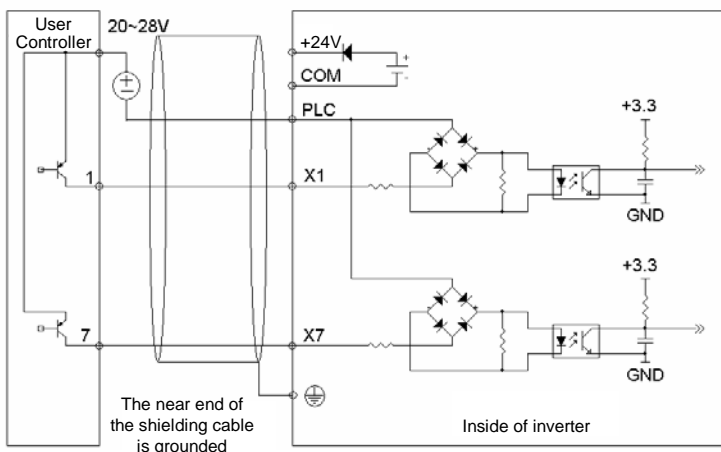 User
Controller
20~28V
+24V
COM
PLC
+3.3
1
X1
GND
+3.3
7
X7
GND
The near end of
the shielding cable
is grounded
Inside of inverter